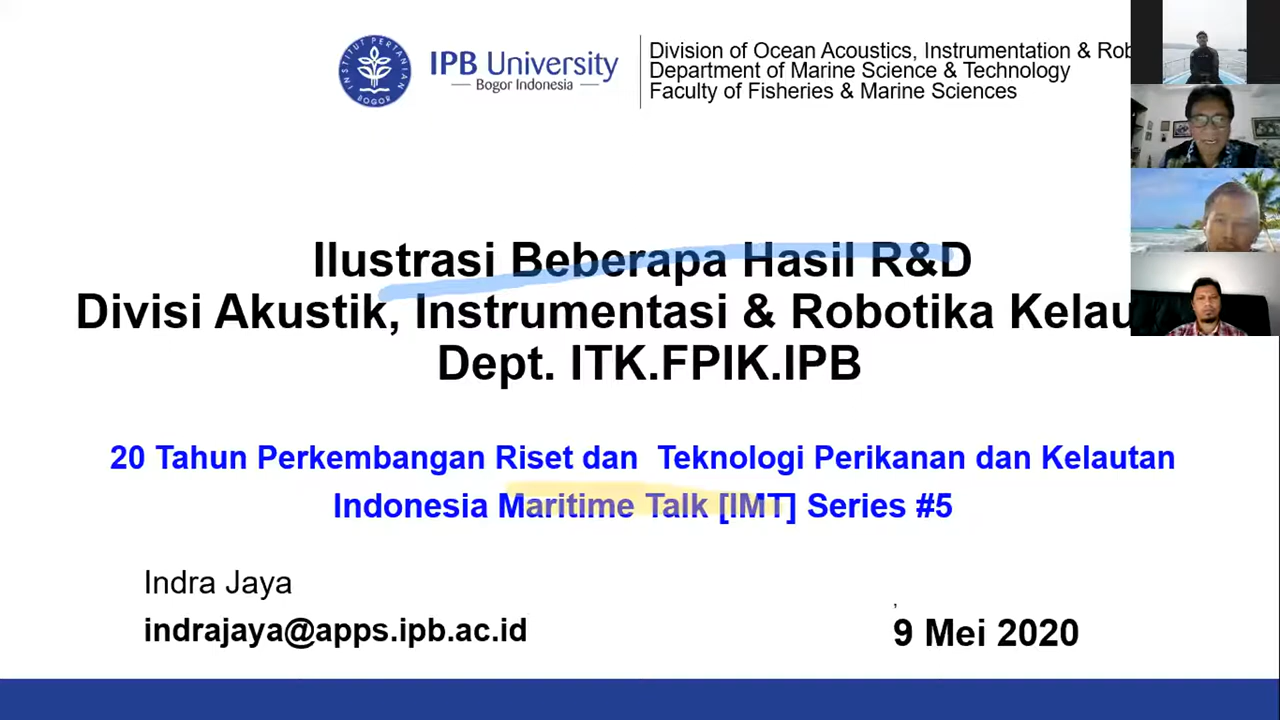 INSTITUT PERTANIAN BOGOR
IPB University
Bogor Indonesia
Division of Ocean Acoustics, Instrumentation & Rob
Department of Marine Science & Technology
Faculty of Fisheries & Marine Sciences
Ilustrasi Beberapa Hasil R&D
Divisi Akustik, Instrumentasi & Robotika Kelau
Dept. ITK.FPIK.IPB
20 Tahun Perkembangan Riset dan Teknologi Perikanan dan Kelautan
Indonesia Maritime Talk [IMT] Series #5
Indra Jaya
indrajaya@apps.ipb.ac.id
,
9 Mei 2020